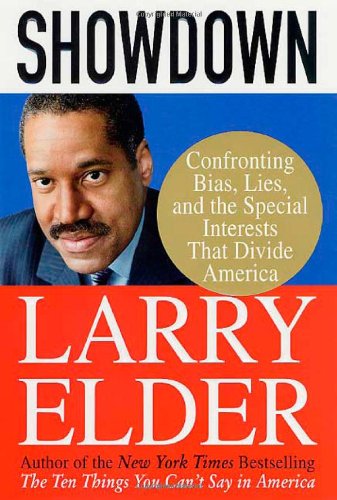 SHOWDOWN
Confronting
Bias, Lies,
and the Special
Interests
That Divide
America
LARRY
ELDER
Author of the New York Times Bestselling
The Ten Things You Can't Say in America